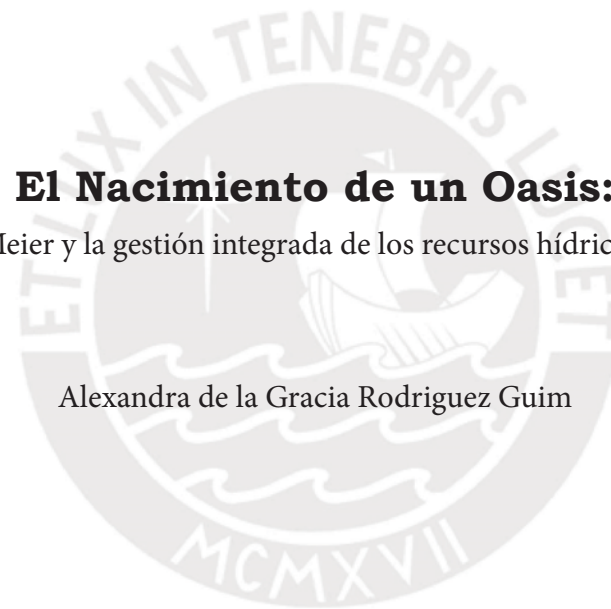 ET LUX IN TENEBRIS LUCET
El Nacimiento de un Oasis:
Meier y la gestión integrada de los recursos hídric
Alexandra de la Gracia Rodriguez Guim
MCMXVII